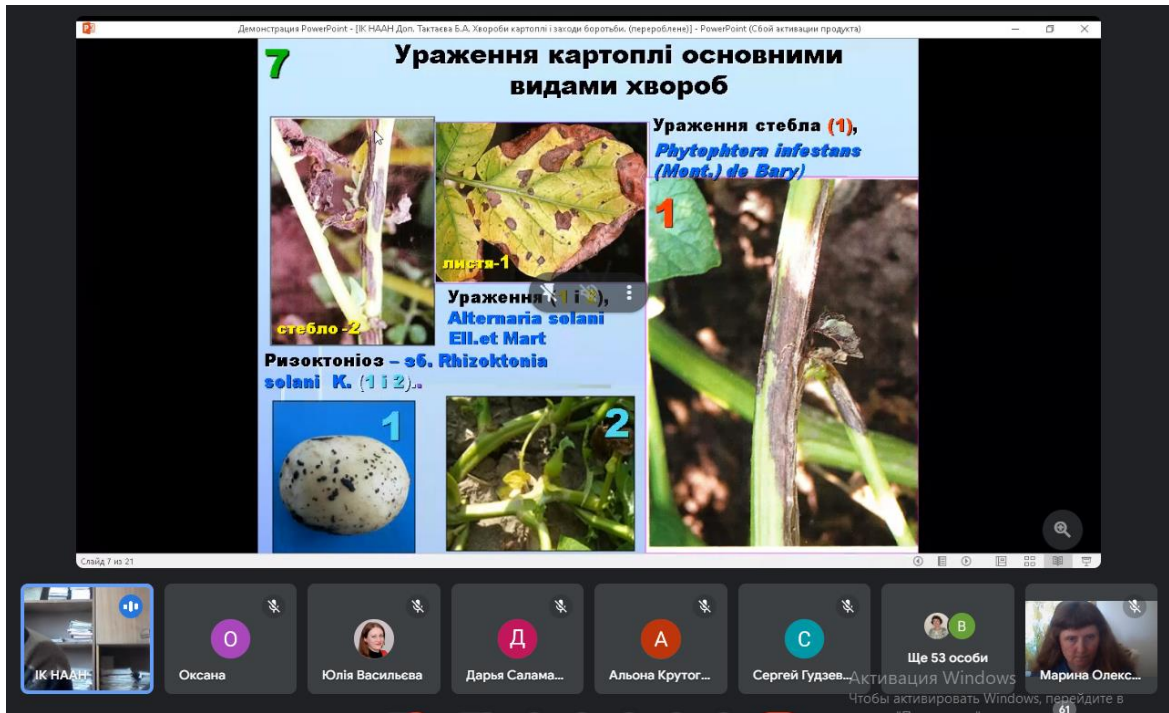 Демонстрация PowerPoint - [ІК НААН Доп. Тактаєва Б.А. Хвороби картоплі і заходи боротьби. (перероблене)] - PowerPoint (Сбой активации продукта)
7
Ураження картоплі основними
видами хвороб
стебло -2
листя-1
Ураження (1 і 2),
Alternaria solani
Ell.et Mart
Ураження стебла (1),
Phytophtora infestans
(Mont.) de Bary)
1
Ризоктоніоз – зб. Rhizoktonia
solani K. (1 і 2)..
1
2
Слайд 7 из 21
ІК НААН
О
Оксана
Юлія Васильєва
Д
Дарья Салама...
А
Альона Крутог...
С
Сергей Гудзев...
В
Ще 53 особи
Марина Олекс...
Активация Windows
Чтобы активировать Windows, перейдите в
61